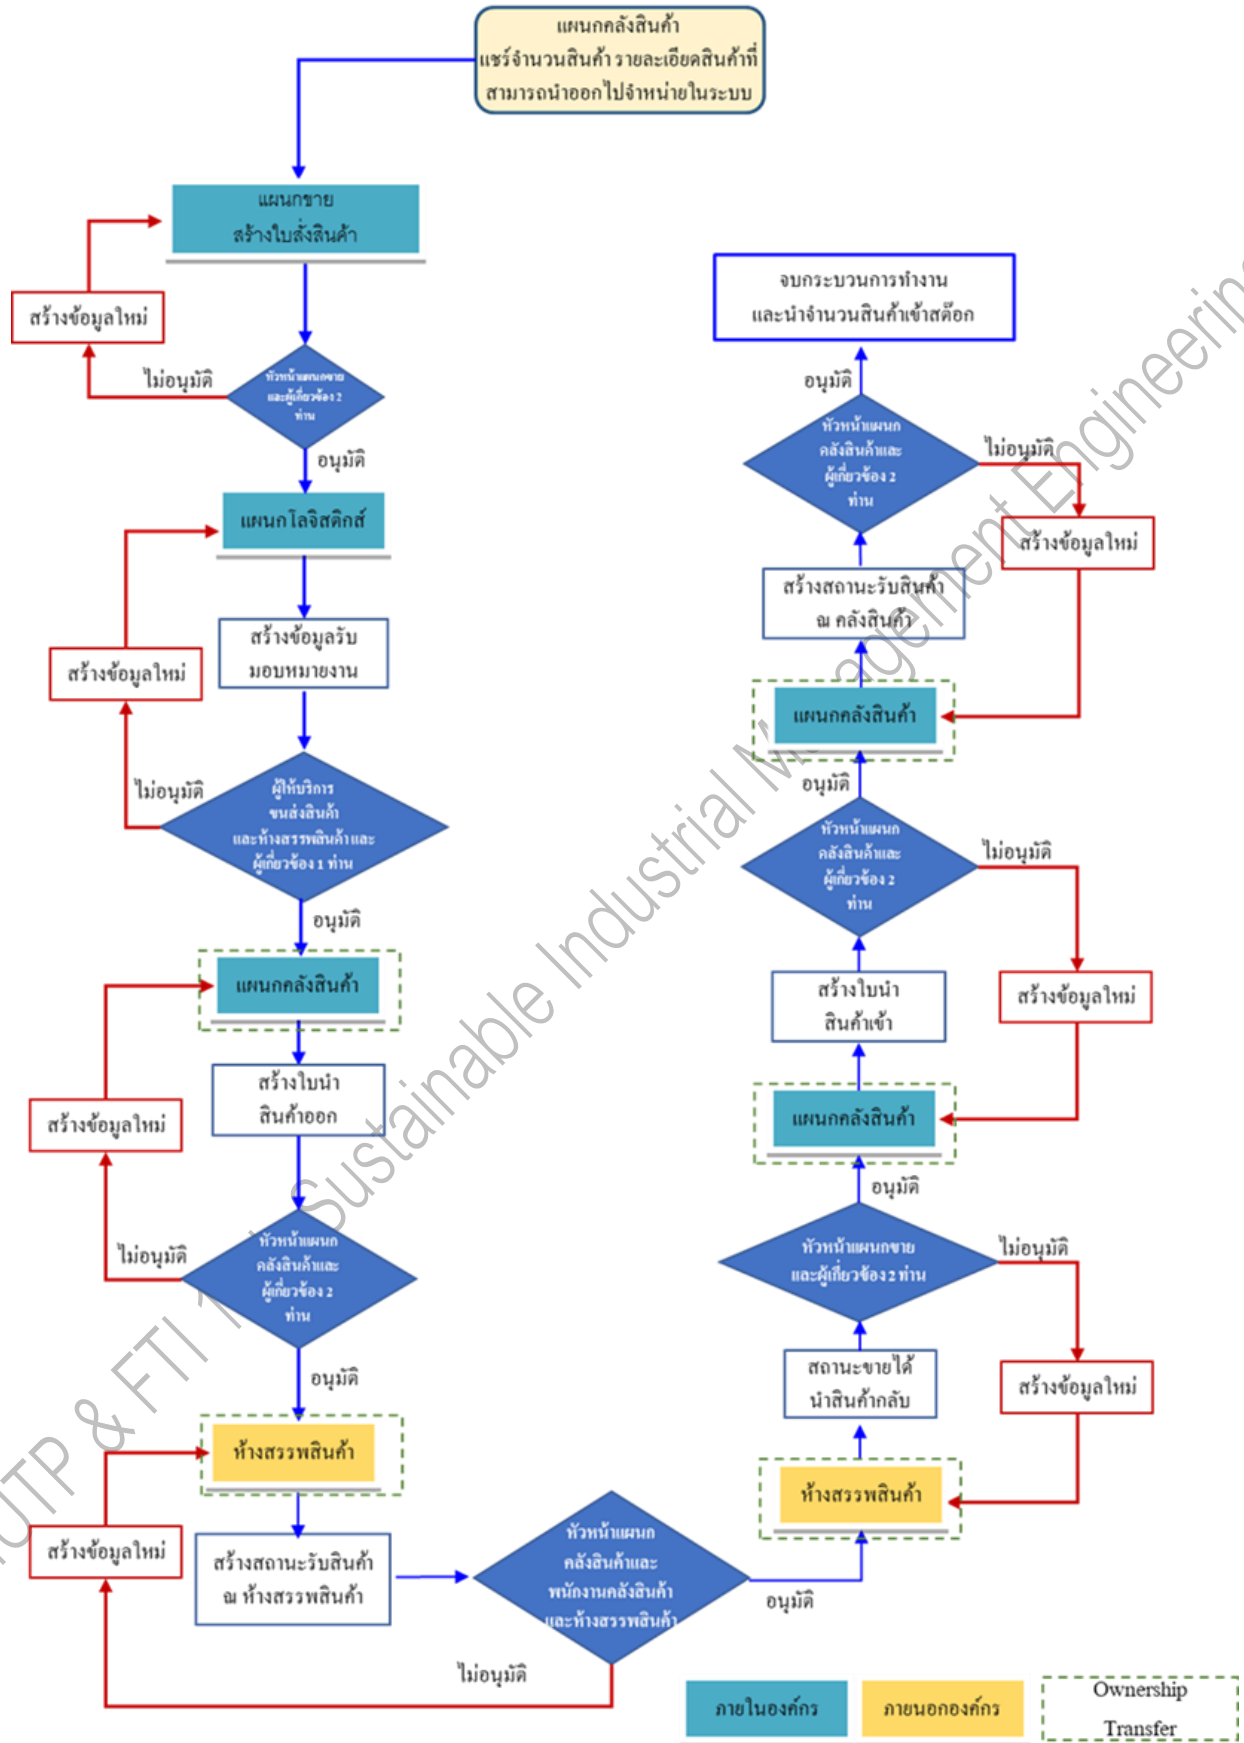 แผนกคลังสินค้า
แชร์จำนวนสินค้า รายละเอียดสินค้าที่
สามารถนำออกไปจำหน่ายในระบบ
แผนกขาย
สร้างใบสั่งสินค้า
สร้างข้อมูลใหม่
ไม่อนุมัติ
หัวหน้าแผนกขาย
และผู้เกี่ยวข้อง 2
ท่าน
อนุมัติ
แผนกโลจิสติกส์
สร้างข้อมูลรับ
มอบหมายงาน
สร้างข้อมูลใหม่
ไม่อนุมัติ
ผู้ให้บริการ
ขนส่งสินค้า
และห้างสรรพสินค้า และ
ผู้เกี่ยวข้อง 1 ท่าน
อนุมัติ
แผนกคลังสินค้า
สร้างใบนำ
สินค้าออก
สร้างข้อมูลใหม่
ไม่อนุมัติ
หัวหน้าแผนก
คลังสินค้าและ
ผู้เกี่ยวข้อง 2
ท่าน
อนุมัติ
ห้างสรรพสินค้า
สร้างข้อมูลใหม่
สร้างสถานะรับสินค้า
ณ ห้างสรรพสินค้า
หัวหน้าแผนก
คลังสินค้าและ
พนักงานคลังสินค้า
และห้างสรรพสินค้า
ไม่อนุมัติ
อนุมัติ
ห้างสรรพสินค้า
สถานะขายได้
นำสินค้ากลับ
สร้างข้อมูลใหม่
หัวหน้าแผนกขาย
และผู้เกี่ยวข้อง 2 ท่าน
ไม่อนุมัติ
อนุมัติ
แผนกคลังสินค้า
สร้างใบนำ
สินค้าเข้า
สร้างข้อมูลใหม่
หัวหน้าแผนก
คลังสินค้าและ
ผู้เกี่ยวข้อง 2
ท่าน
ไม่อนุมัติ
อนุมัติ
แผนกคลังสินค้า
สร้างสถานะรับสินค้า
ณ คลังสินค้า
สร้างข้อมูลใหม่
หัวหน้าแผนก
คลังสินค้าและ
ผู้เกี่ยวข้อง 2
ท่าน
ไม่อนุมัติ
อนุมัติ
จบกระบวนการทำงาน
และนำจำนวนสินค้าเข้าสต๊อก
ภายในองค์กร
ภายนอกองค์กร
Ownership
Transfer
& FTI Sustainable Industrial Management Engineering